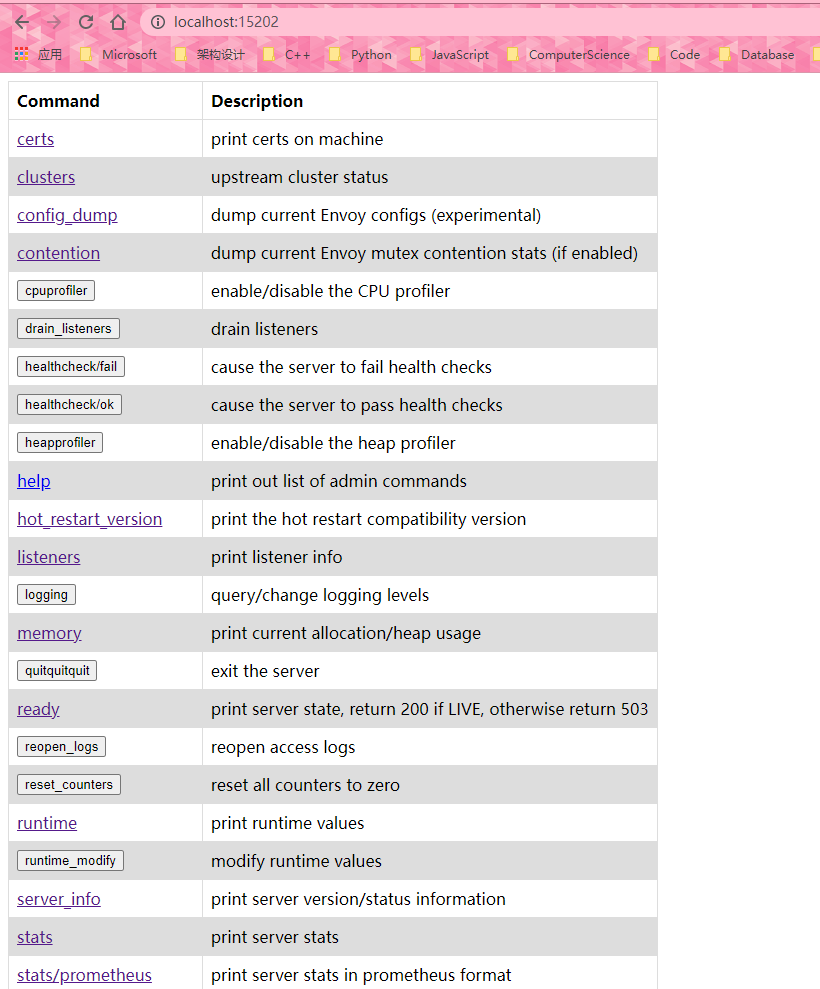 localhost:15202
应用 Microsoft 架构设计 C++ Python JavaScript ComputerScience Code Database
Command Description
certs print certs on machine
clusters upstream cluster status
config_dump dump current Envoy configs (experimental)
contention dump current Envoy mutex contention stats (if enabled)
cpuprofiler enable/disable the CPU profiler
drain_listeners drain listeners
healthcheck/fail cause the server to fail health checks
healthcheck/ok cause the server to pass health checks
heapprofiler enable/disable the heap profiler
help print out list of admin commands
hot_restart_version print the hot restart compatibility version
listeners print listener info
logging query/change logging levels
memory print current allocation/heap usage
quitquitquit exit the server
ready print server state, return 200 if LIVE, otherwise return 503
reopen_logs reopen access logs
reset_counters reset all counters to zero
runtime print runtime values
runtime_modify modify runtime values
server_info print server version/status information
stats print server stats
stats/prometheus print server stats in prometheus format